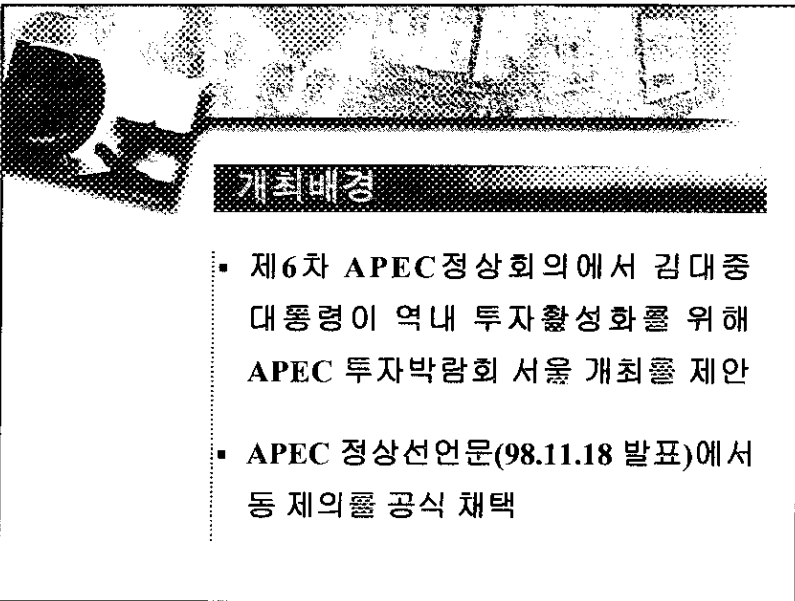 개최배경
▪ 제6차 APEC정상회의에서 김대중
대통령이 역내 투자활성화를 위해
APEC 투자박람회 서울 개최를 제안
▪ APEC 정상선언문(98.11.18 발표)에서
동 제의를 공식 채택